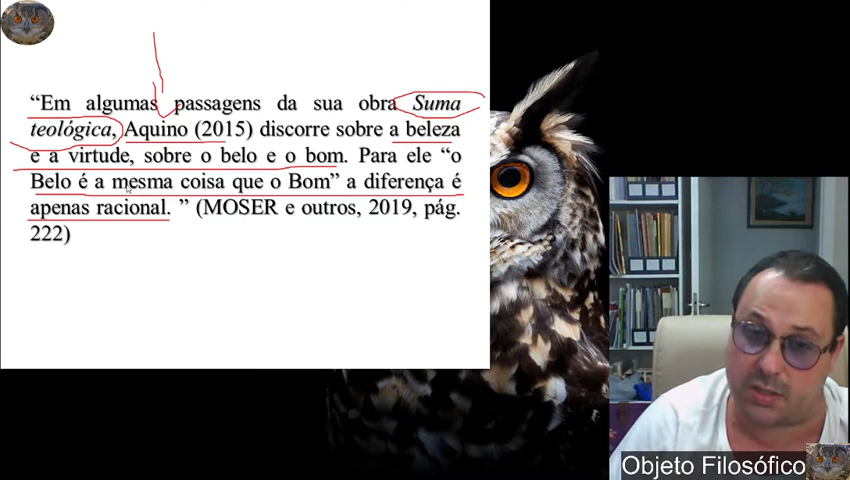 “Em algumas passagens da sua obra Suma
teológica, Aquino (2015) discorre sobre a beleza
e a virtude, sobre o belo e o bom. Para ele “o
Belo é a mesma coisa que o Bom” a diferença é
apenas racional. ” (MOSER e outros, 2019, pág.
222)
Objeto Filosófico